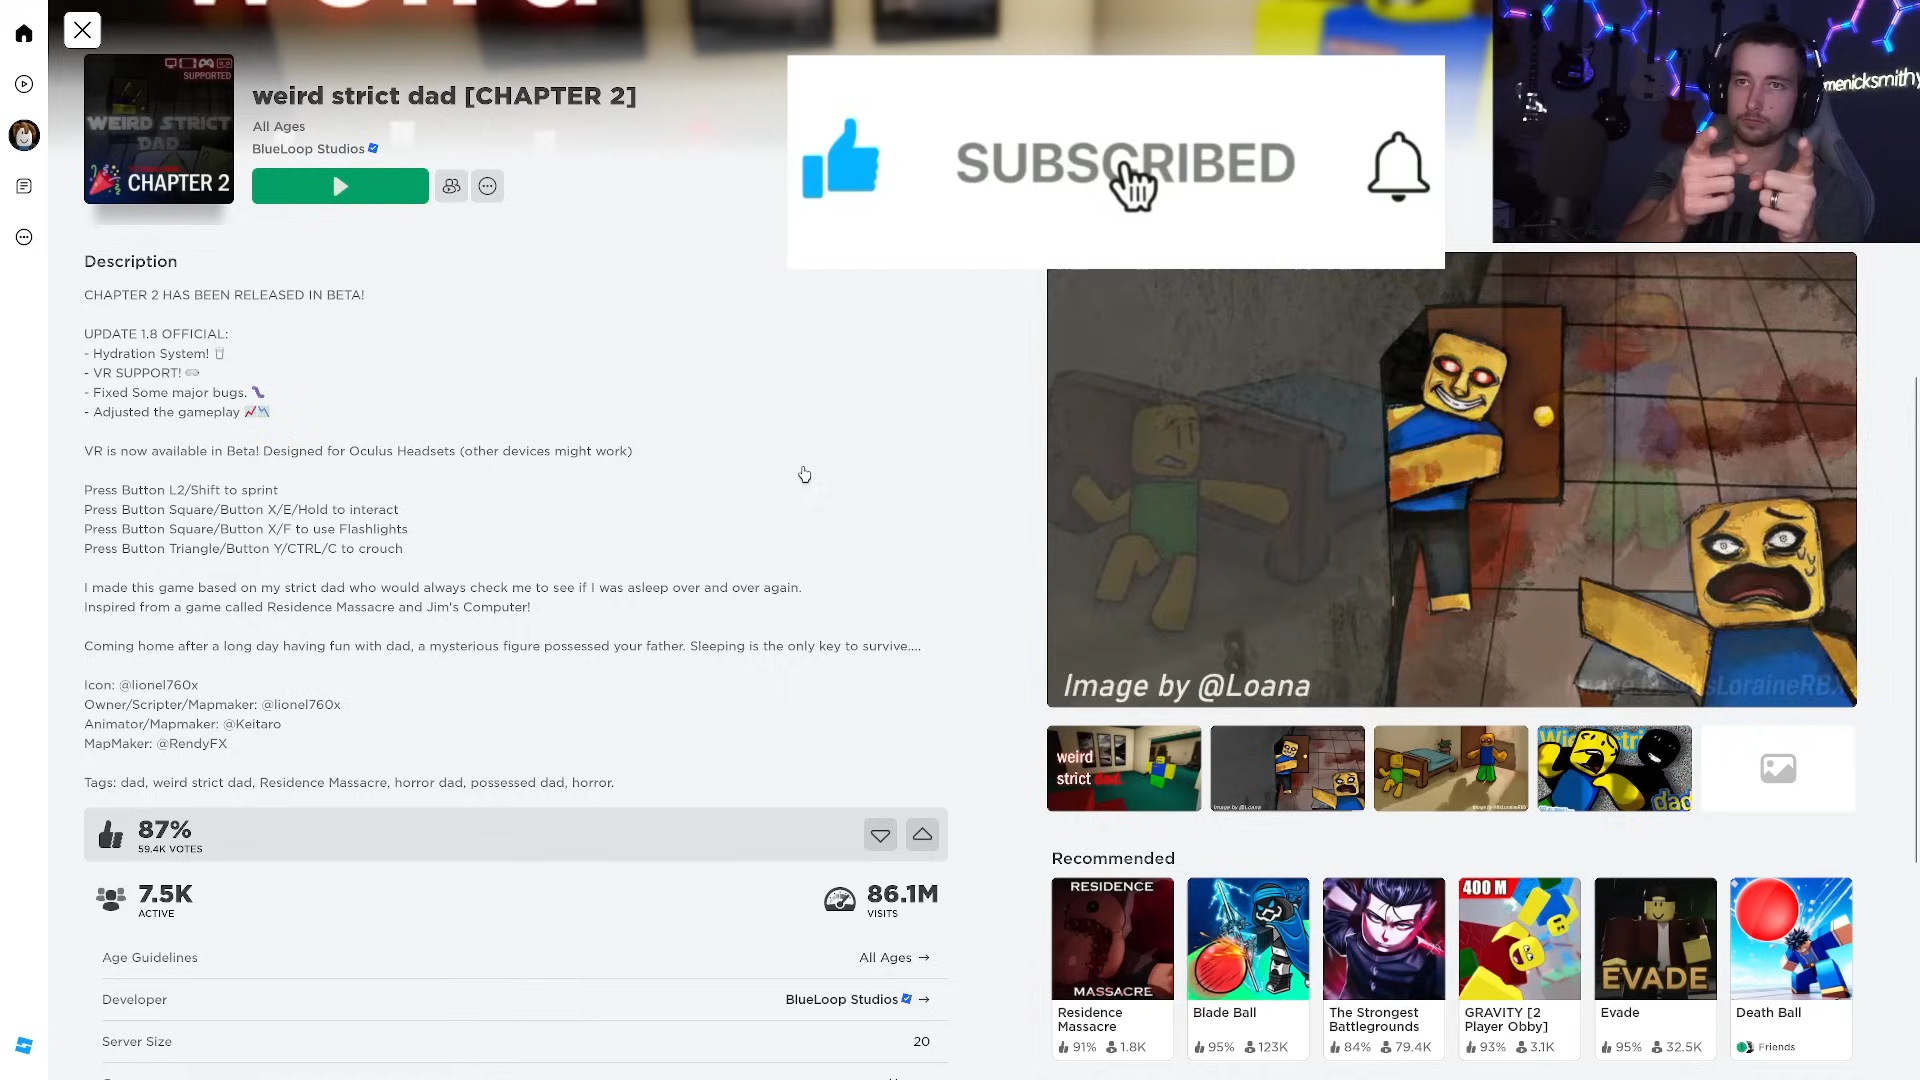 weird
SUPPORTED
WEIRD STRICT
DAD
CHAPTER 2
weird strict dad [CHAPTER 2]
All Ages
BlueLoop Studios
SUBSCRIBED
menicksmithy
Description
CHAPTER 2 HAS BEEN RELEASED IN BETA!
UPDATE 1.8 OFFICIAL:
- Hydration System!
- VR SUPPORT!
- Fixed Some major bugs.
- Adjusted the gameplay
VR is now available in Beta! Designed for Oculus Headsets (other devices might work)
Press Button L2/Shift to sprint
Press Button Square/Button X/E/Hold to interact
Press Button Square/Button X/F to use Flashlights
Press Button Triangle/Button Y/CTRL/C to crouch
I made this game based on my strict dad who would always check me to see if I was asleep over and over again.
Inspired from a game called Residence Massacre and Jim's Computer!
Coming home after a long day having fun with dad, a mysterious figure possessed your father. Sleeping is the only key to survive....
Icon: @lionel760x
Owner/Scripter/Mapmaker: @lionel760x
Animator/Mapmaker: @Keitaro
MapMaker: @RendyFX
Tags: dad, weird strict dad, Residence Massacre, horror dad, possessed dad, horror.
87%
59.4K VOTES
7.5K
ACTIVE
86.1M
VISITS
Age Guidelines
All Ages →
Developer
BlueLoop Studios →
Server Size
20
Image by @Loana
weird
strict dad
Image by @Loana
dad
Recommended
RESIDENCE
MASSACRE
Residence
Massacre
91% 1.8K
Blade Ball
95% 123K
The Strongest
Battlegrounds
84% 79.4K
400 M
GRAVITY [2
Player Obby]
93% 3.1K
EVADE
Evade
95% 32.5K
Death Ball
Friends